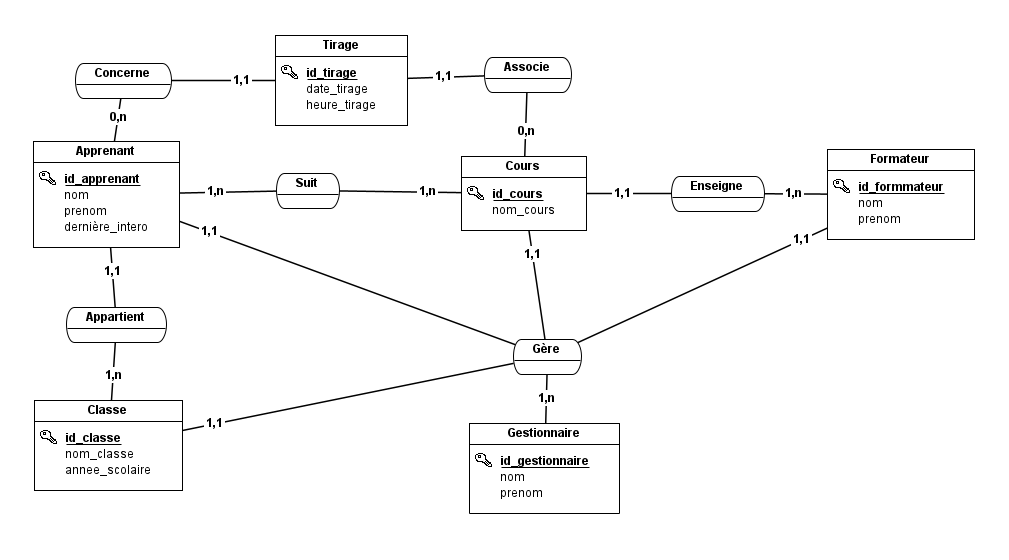 Tirage
id_tirage
date_tirage
heure_tirage
Concerne
1,1
1,1
Associe
0,n
0,n
Apprenant
id_apprenant
nom
prenom
dernière_intero
1,n
Suit
1,n
Cours
id_cours
nom_cours
1,1
Enseigne
1,n
Formateur
id_formmateur
nom
prenom
1,1
1,1
1,1
1,1
Appartient
1,n
Gère
1,1
1,n
Classe
id_classe
nom_classe
annee_scolaire
Gestionnaire
id_gestionnaire
nom
prenom